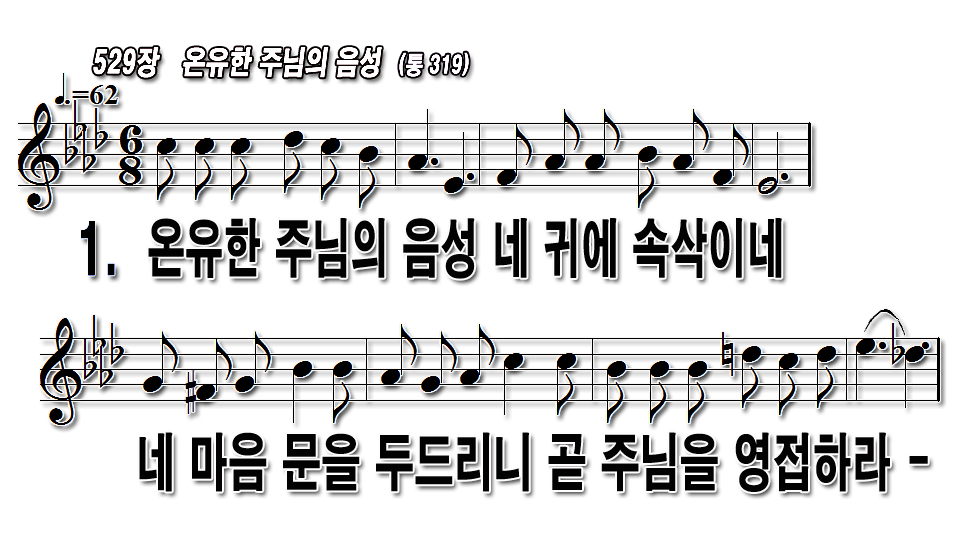 529장 온유한 주님의 음성 (통 319)
♩.=62
6
8
1. 온유한 주님의 음성 네 귀에 속삭이네
네 마음 문을 두드리니 곧 주님을 영접하라 -